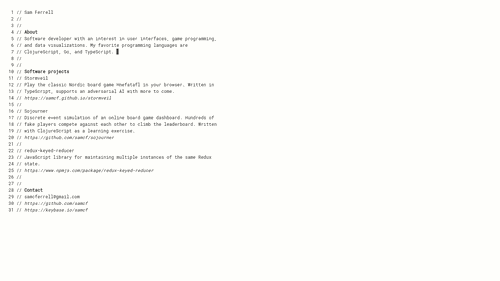 1 // Sam Ferrell
2 //
3 //
4 // About
5 // Software developer with an interest in user interfaces, game programming,
6 // and data visualizations. My favorite programming languages are
7 // ClojureScript, Go, and TypeScript.
8 //
9 //
10 // Software projects
11 // Stormveil
12 // Play the classic Nordic board game Hnefatafl in your browser. Written in
13 // TypeScript, supports an adversarial AI with more to come.
14 // https://samcf.github.io/stormveil
15 //
16 // Sojourner
17 // Discrete event simulation of an online board game dashboard. Hundreds of
18 // fake players compete against each other to climb the leaderboard. Written
19 // with ClojureScript as a learning exercise.
20 // https://github.com/samcf/sojourner
21 //
22 // redux-keyed-reducer
23 // JavaScript library for maintaining multiple instances of the same Redux
24 // state.
25 // https://www.npmjs.com/package/redux-keyed-reducer
26 //
27 //
28 // Contact
29 // samcferrell@gmail.com
30 // https://github.com/samcf
31 // https://keybase.io/samcf